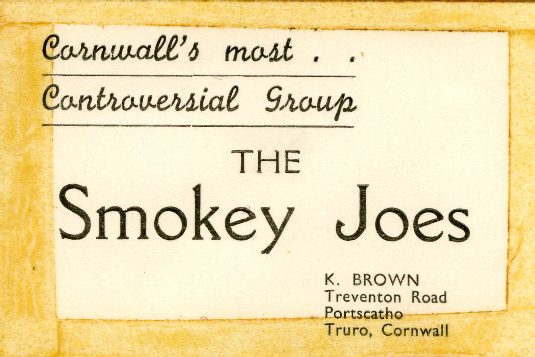 Cornwall's most . .
Controversial Group
THE
Smokey Joes
K. BROWN
Treventon Road
Portscatho
Truro, Cornwall